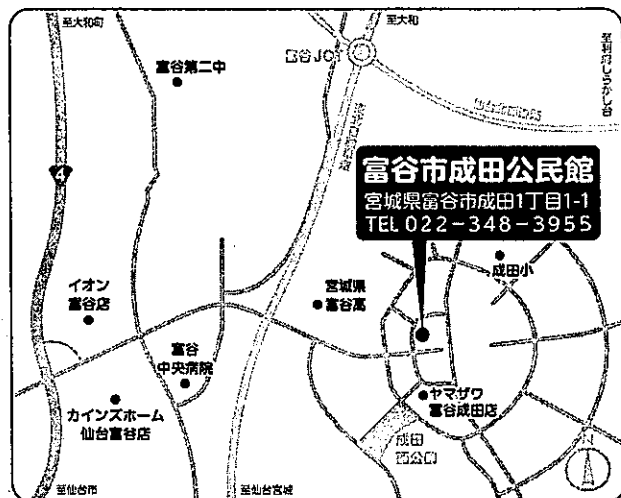 至大和町
至大和
至利府しらかし台
富谷JCT
富谷第二中
4
富谷市成田公民館
宮城県富谷市成田1丁目1-1
TEL 022-348-3955
成田小
イオン
富谷店
宮城県
富谷高
富谷
中央病院
カインズホーム
仙台富谷店
ヤマザワ
富谷成田店
成田
西公園
至仙台市
至仙台宮城
N